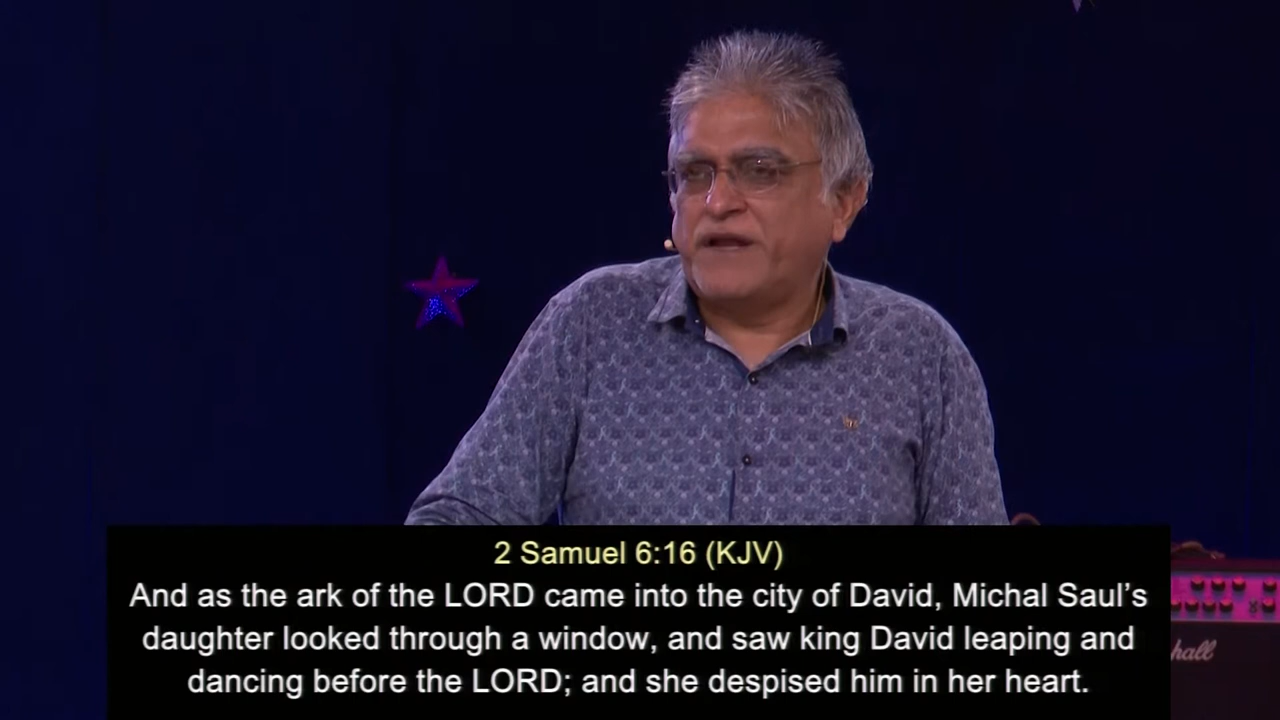 2 Samuel 6:16 (KJV)
And as the ark of the LORD came into the city of David, Michal Saul’s
daughter looked through a window, and saw king David leaping and
dancing before the LORD; and she despised him in her heart.
hall